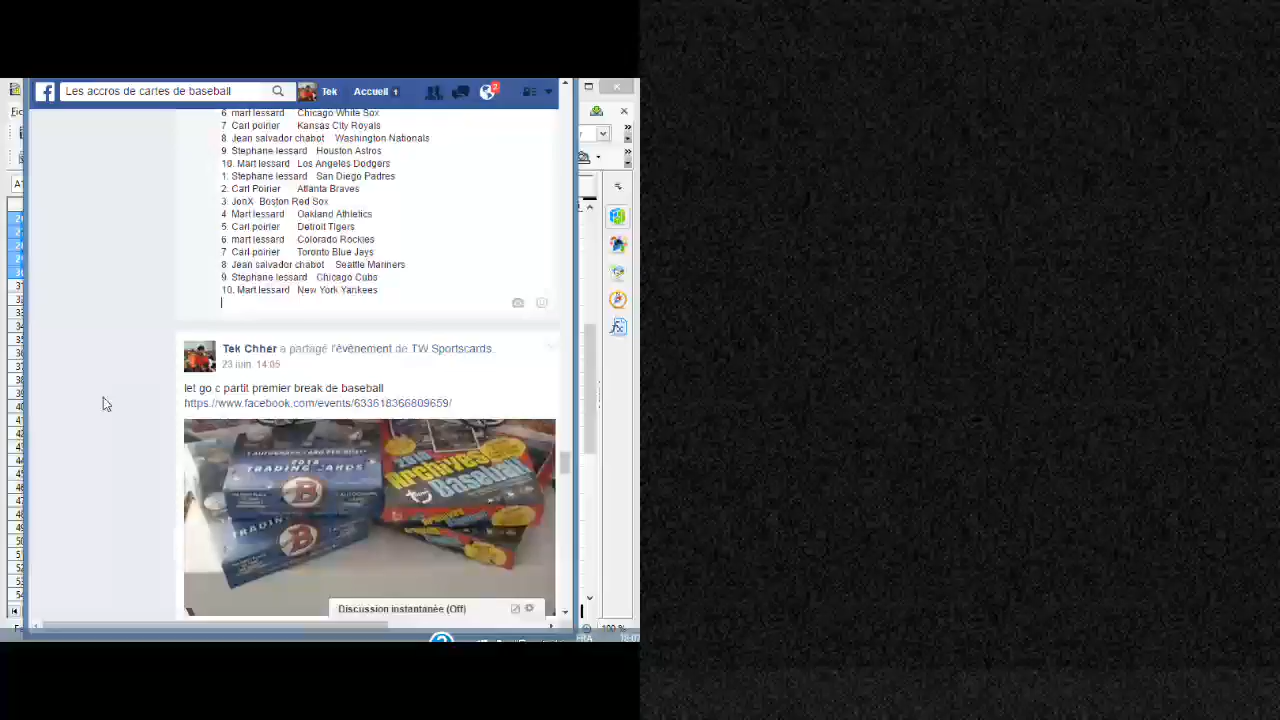 Les accros de cartes de baseball
Tek
Accueil 1
2
6 mart lessard Chicago White Sox
7 Carl poirier Kansas City Royals
8 Jean salvador chabot Washington Nationals
9 Stephane lessard Houston Astros
10. Mart lessard Los Angeles Dodgers
1. Stephane lessard San Diego Padres
2. Carl Poirier Atlanta Braves
3 JonX Boston Red Sox
4 Mart lessard Oakland Athletics
5 Carl poirier Detroit Tigers
6 mart lessard Colorado Rockies
7 Carl poirier Toronto Blue Jays
8 Jean salvador chabot Seattle Mariners
9 Stephane lessard Chicago Cubs
10. Mart lessard New York Yankees
Tek Chher a partagé l'évènement de TW Sportscards.
23 juin, 14:05
let go c partit premier break de baseball
https://www.facebook.com/events/633618366809659/
TRADING CARDS
B
2016
Archives
Baseball
Discussion instantanée (Off)
100 %